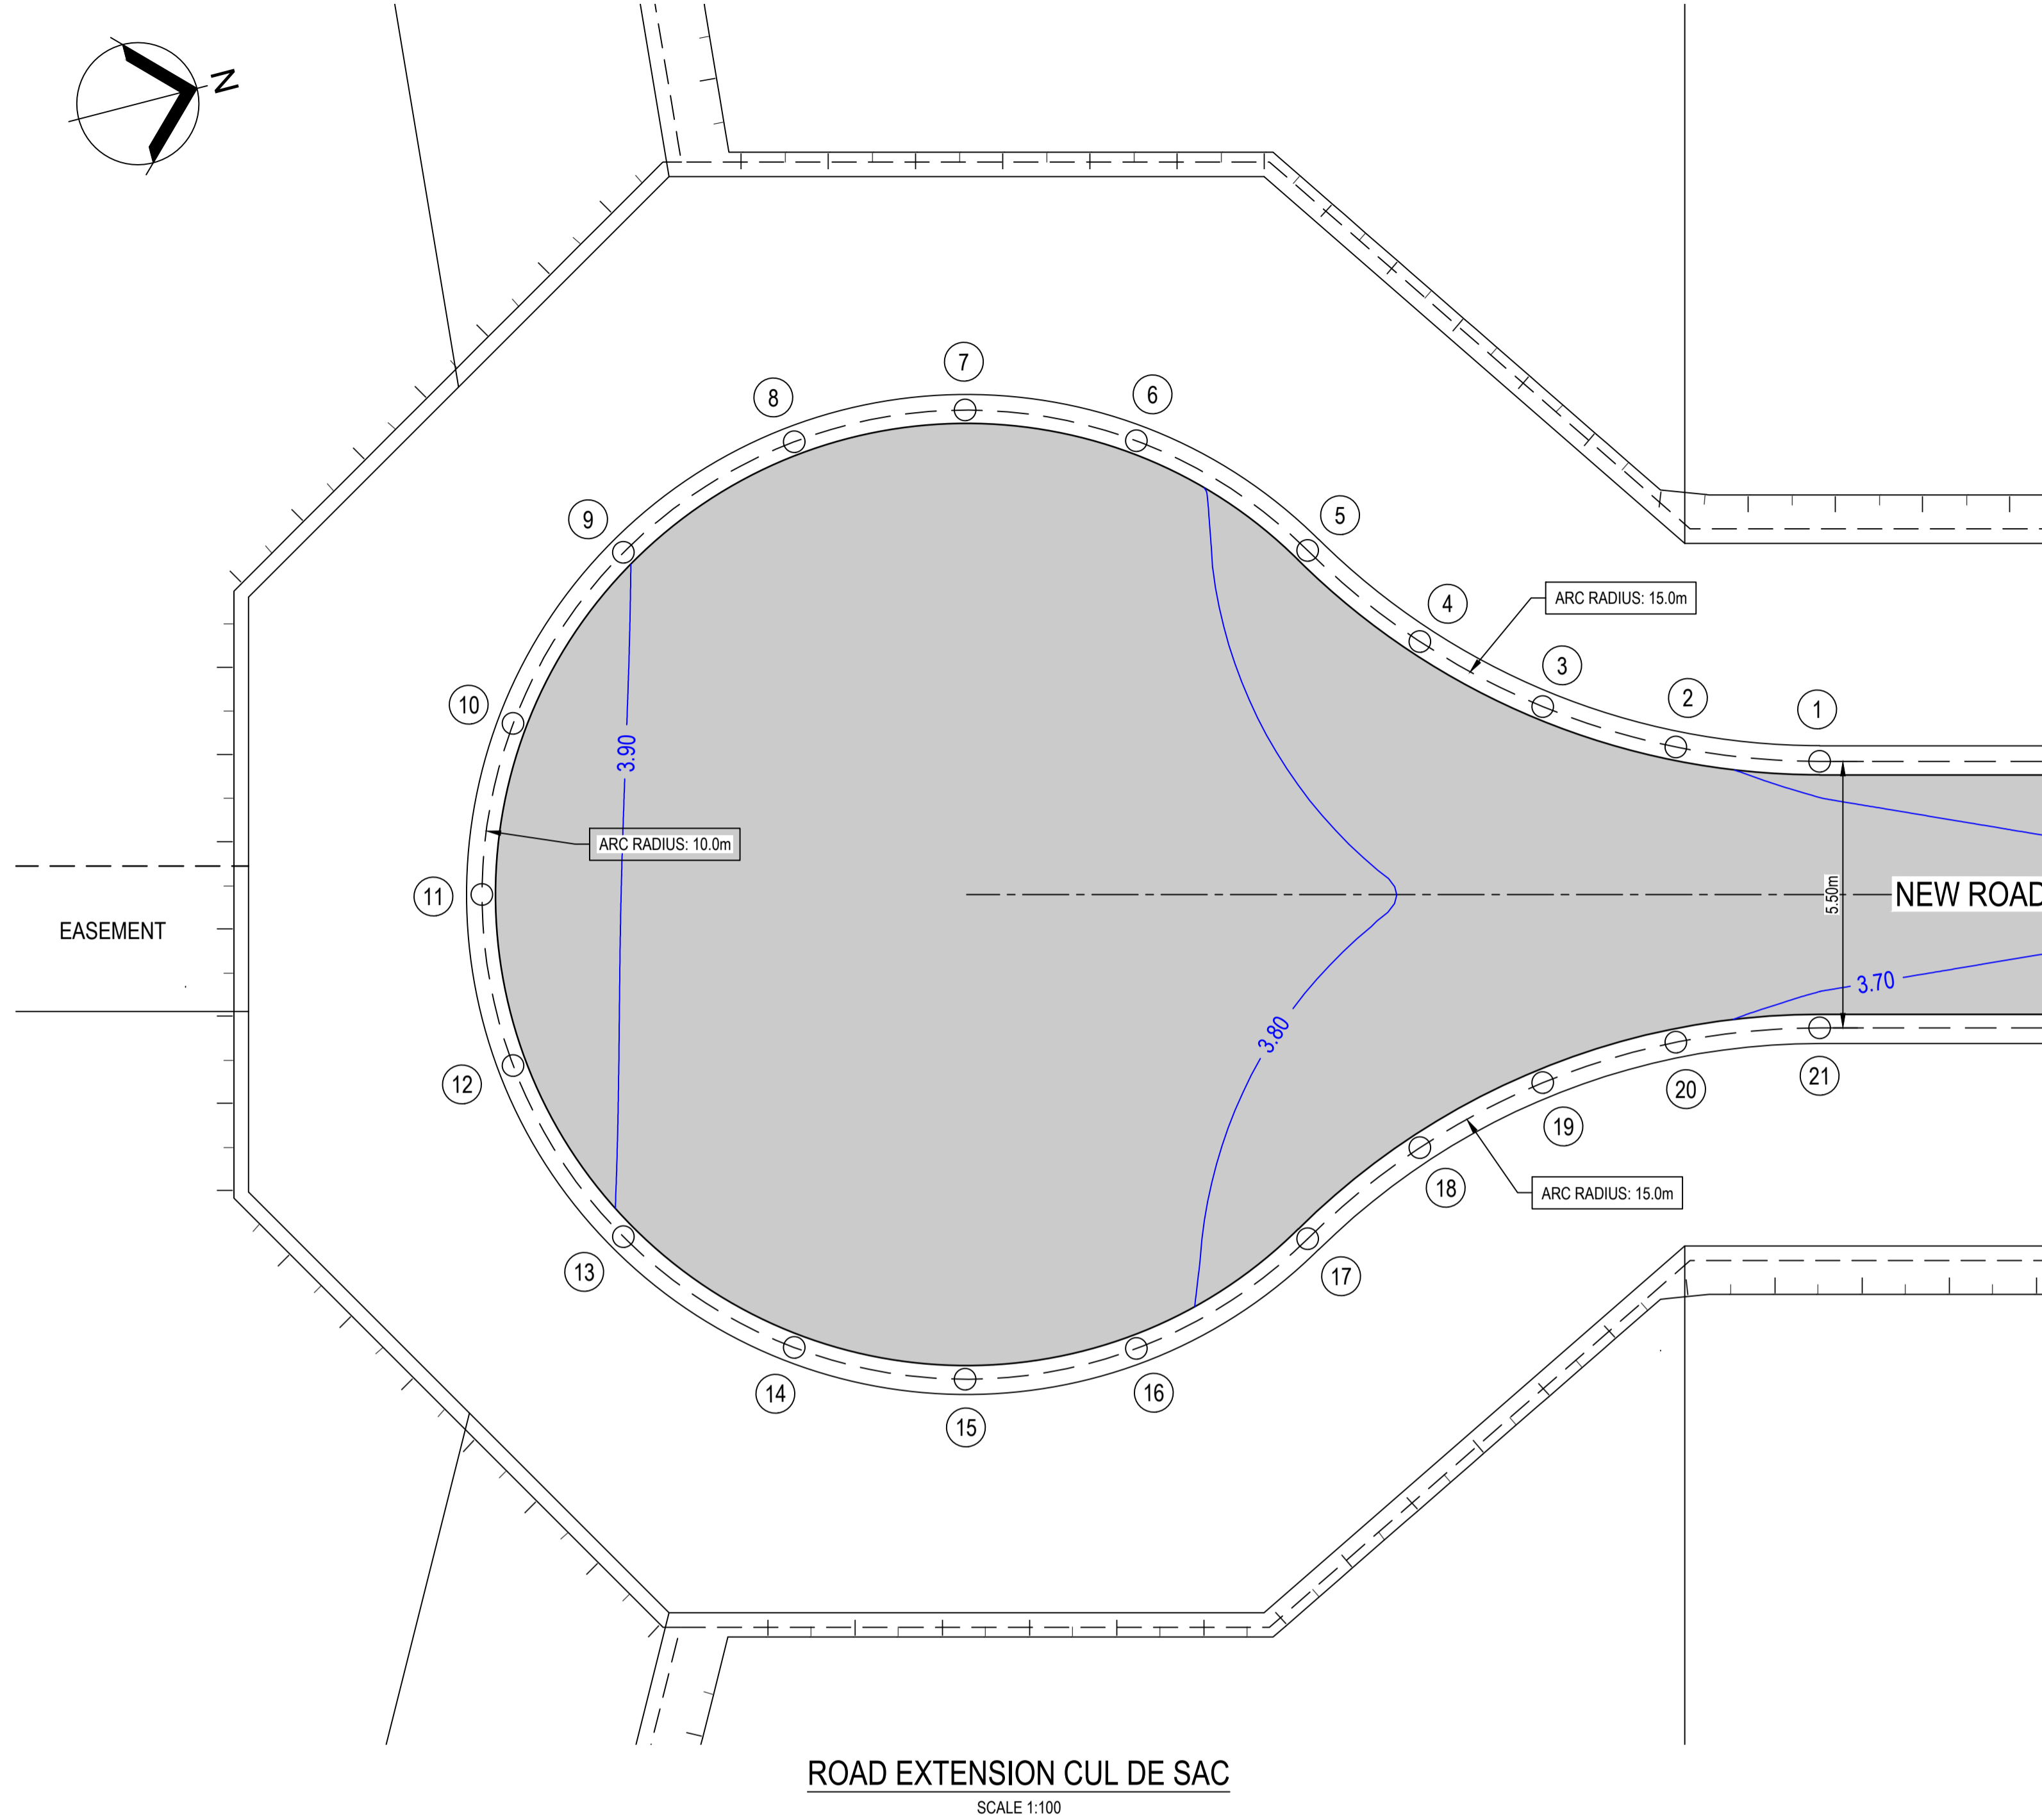 N
7
6
8
5
9
4
ARC RADIUS: 15.0m
3
2
10
1
3.90
ARC RADIUS: 10.0m
11
5.50m
NEW ROAD
EASEMENT
3.70
3.80
12
21
20
19
18
ARC RADIUS: 15.0m
13
17
14
16
15
ROAD EXTENSION CUL DE SAC
SCALE 1:100